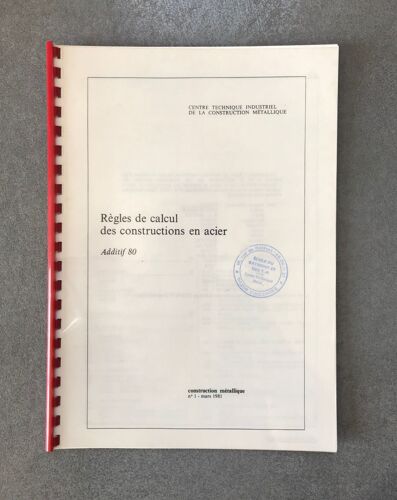 CENTRE TECHNIQUE INDUSTRIEL
DE LA CONSTRUCTION MÉTALLIQUE
Règles de calcul
des constructions en acier
Additif 80
construction métallique
n° 1 - mars 1981